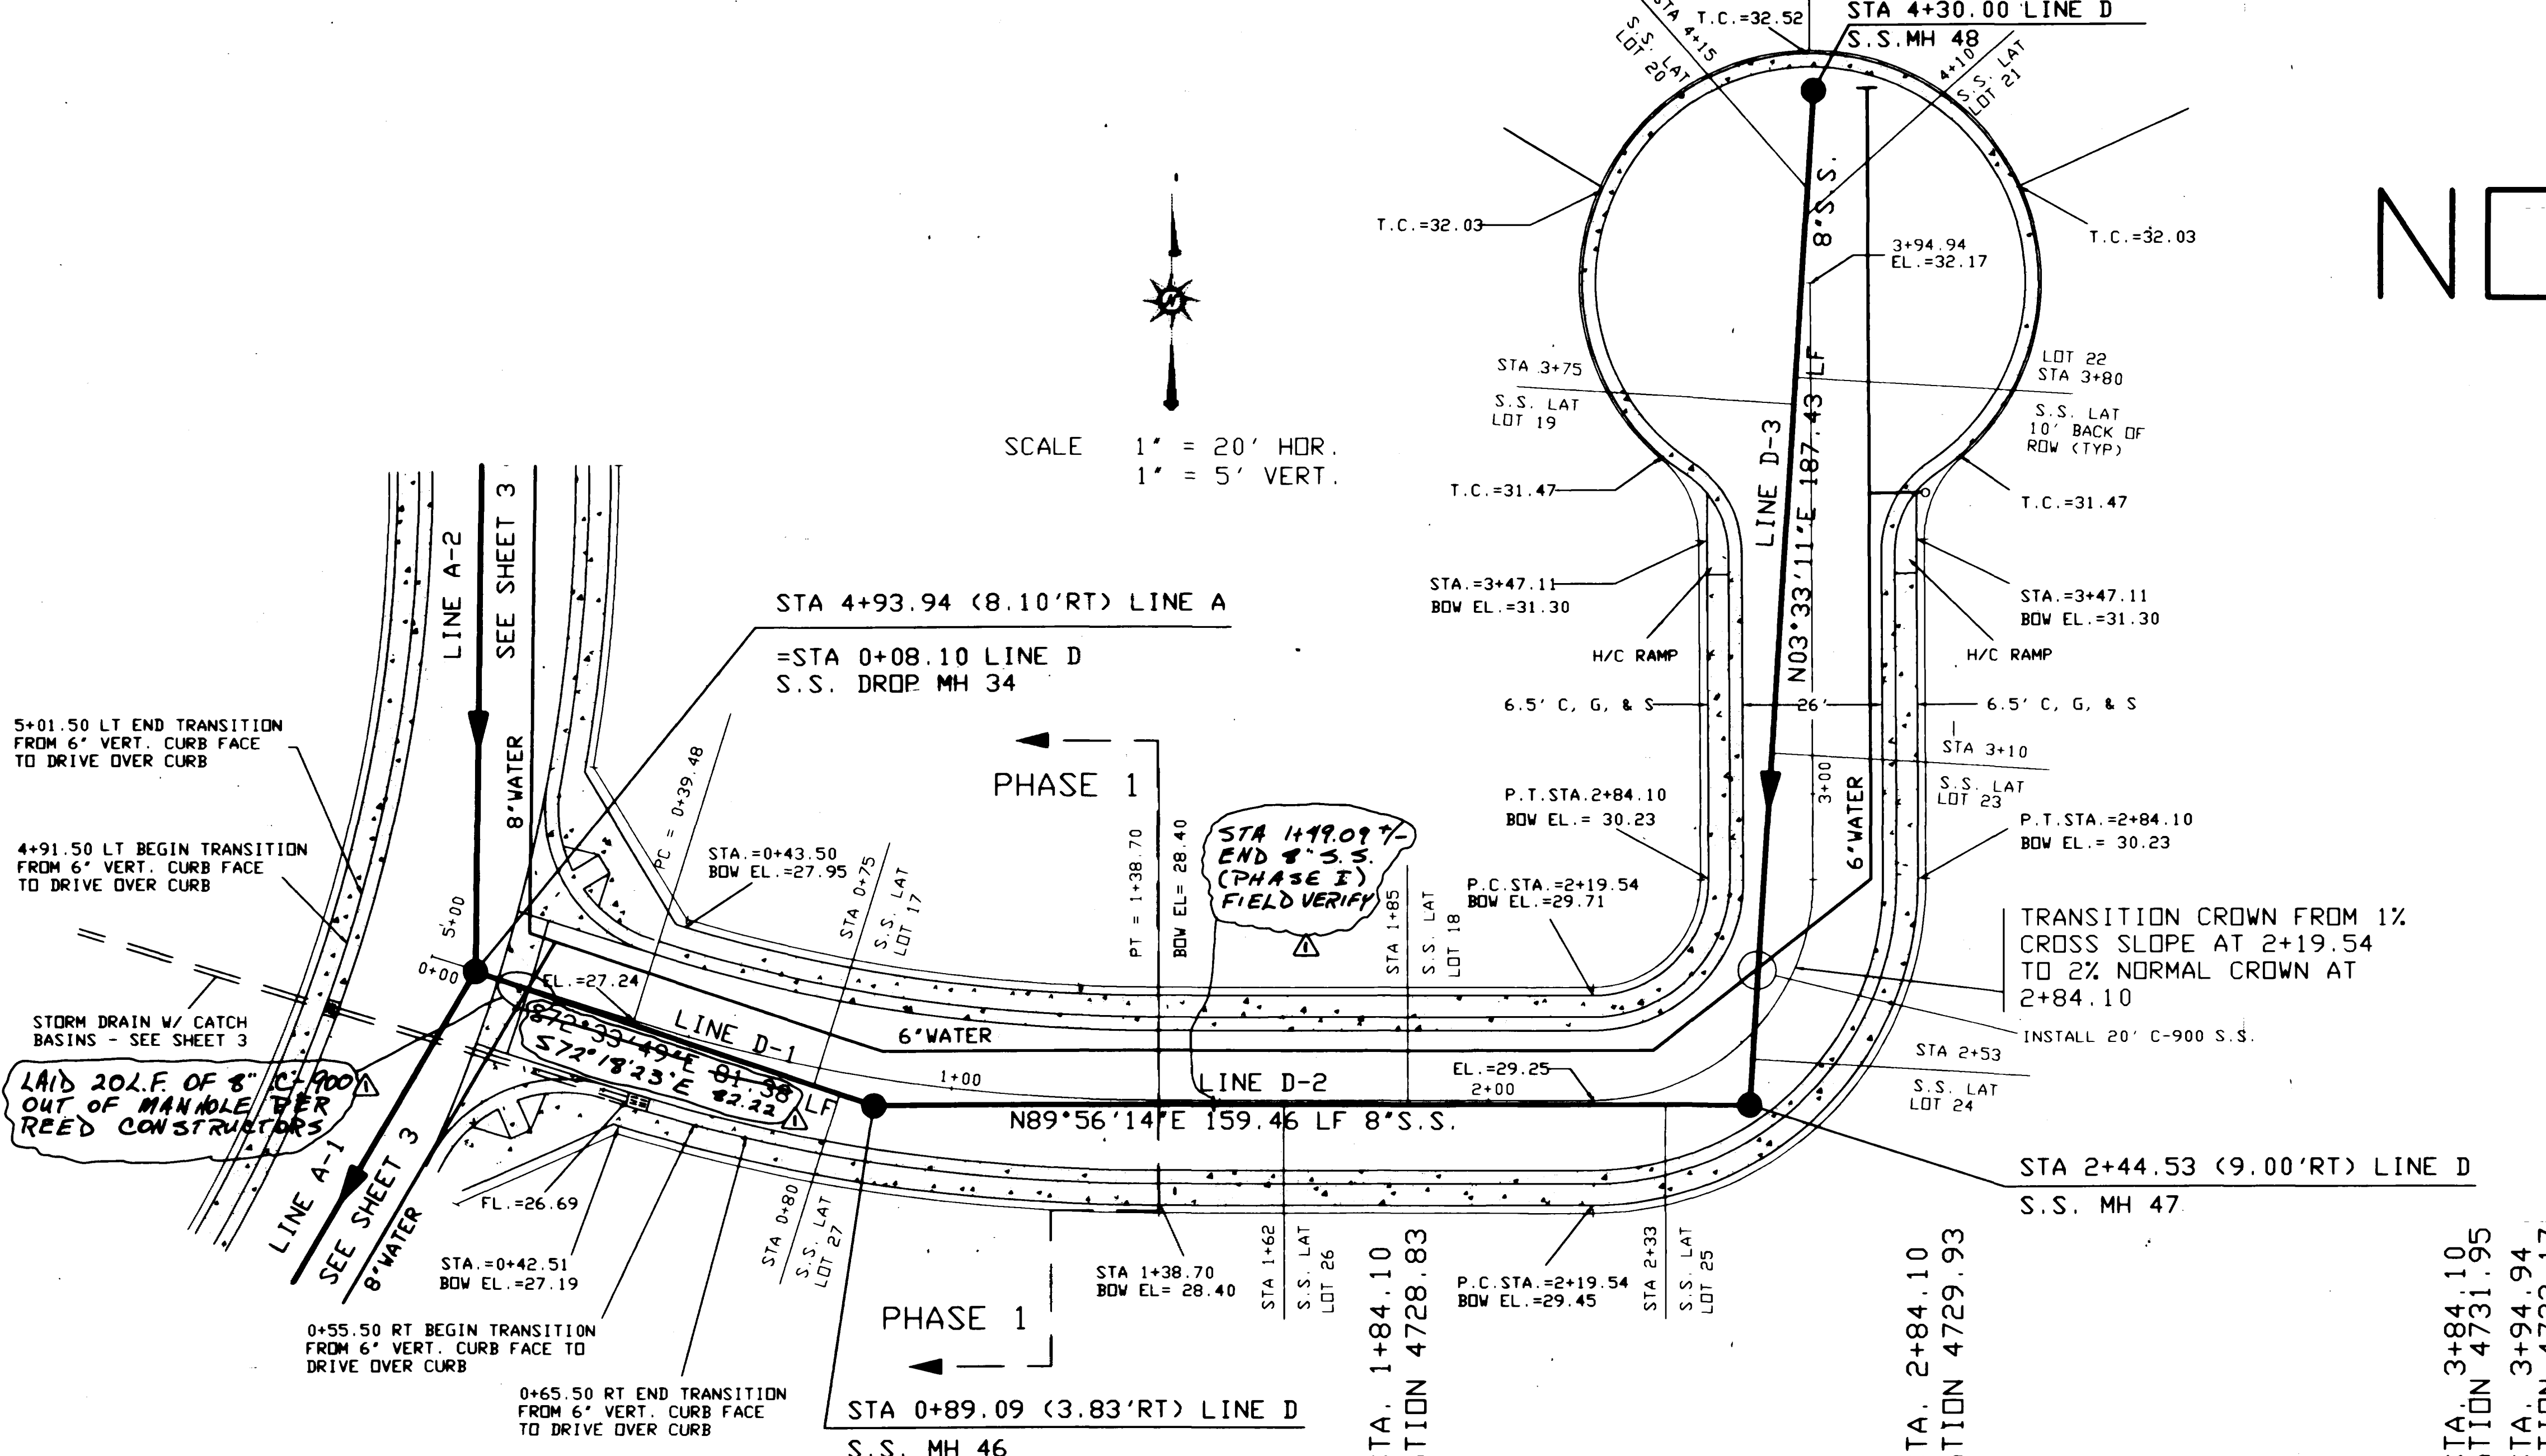 STA 4+30.00 LINE D
S.S.MH 48
T.C.=32.52
STA 4+15
S.S. LAT
LOT 20
4+10
S.S. LAT
LOT 21
T.C.=32.03
T.C.=32.03
8"S.S.
3+94.94
EL.=32.17
STA 3+75
S.S. LAT
LOT 19
LOT 22
STA 3+80
S.S. LAT
10' BACK OF
ROW (TYP)
SCALE 1" = 20' HOR.
1" = 5' VERT.
T.C.=31.47
T.C.=31.47
LINE D-3
N03°33'11"E 187.43 LF
LINE A-2
SEE SHEET 3
STA.=3+47.11
BOW EL.=31.30
STA.=3+47.11
BOW EL.=31.30
H/C RAMP
H/C RAMP
STA 4+93.94 (8.10'RT) LINE A
=STA 0+08.10 LINE D
S.S. DROP MH 34
6.5' C, G, & S
26'
6.5' C, G, & S
5+01.50 LT END TRANSITION
FROM 6" VERT. CURB FACE
TO DRIVE OVER CURB
8"WATER
PHASE 1
STA 3+10
S.S. LAT
LOT 23
3+00
6"WATER
P.T.STA.2+84.10
BOW EL.= 30.23
P.T.STA.=2+84.10
BOW EL.= 30.23
4+91.50 LT BEGIN TRANSITION
FROM 6" VERT. CURB FACE
TO DRIVE OVER CURB
PC = 0+39.48
STA.=0+43.50
BOW EL.=27.95
STA 0+75
S.S. LAT
LOT 17
PT = 1+38.70
BOW EL= 28.40
STA 1+49.09 +/-
END 8" S.S.
(PHASE I)
FIELD VERIFY
1
STA 1+85
S.S. LAT
LOT 18
P.C.STA.=2+19.54
BOW EL.=29.71
TRANSITION CROWN FROM 1%
CROSS SLOPE AT 2+19.54
TO 2% NORMAL CROWN AT
2+84.10
INSTALL 20' C-900 S.S.
5+00
0+00
EL.=27.24
STORM DRAIN W/ CATCH
BASINS - SEE SHEET 3
S72°33'49"E 81.38 LF
S72°18'23"E 82.22
1
LINE D-1
6"WATER
1+00
LINE D-2
N89°56'14"E 159.46 LF 8"S.S.
EL.=29.25
2+00
STA 2+53
S.S. LAT
LOT 24
LAID 20L.F. OF 8" C-900
OUT OF MANHOLE PER
REED CONSTRUCTORS
1
LINE A-1
SEE SHEET 3
8"WATER
FL.=26.69
STA.=0+42.51
BOW EL.=27.19
STA 0+80
S.S. LAT
LOT 27
STA 1+38.70
BOW EL= 28.40
STA 1+62
S.S. LAT
LOT 26
P.C.STA.=2+19.54
BOW EL.=29.45
STA 2+33
S.S. LAT
LOT 25
STA 2+44.53 (9.00'RT) LINE D
S.S. MH 47
0+55.50 RT BEGIN TRANSITION
FROM 6" VERT. CURB FACE TO
DRIVE OVER CURB
PHASE 1
0+65.50 RT END TRANSITION
FROM 6" VERT. CURB FACE
TO DRIVE OVER CURB
STA 0+89.09 (3.83'RT) LINE D
S.S. MH 46
TA. 1+84.10
TION 4728.83
TA. 2+84.10
TION 4729.93
TA. 3+84.10
TION 4731.95
TA. 3+94.94
N